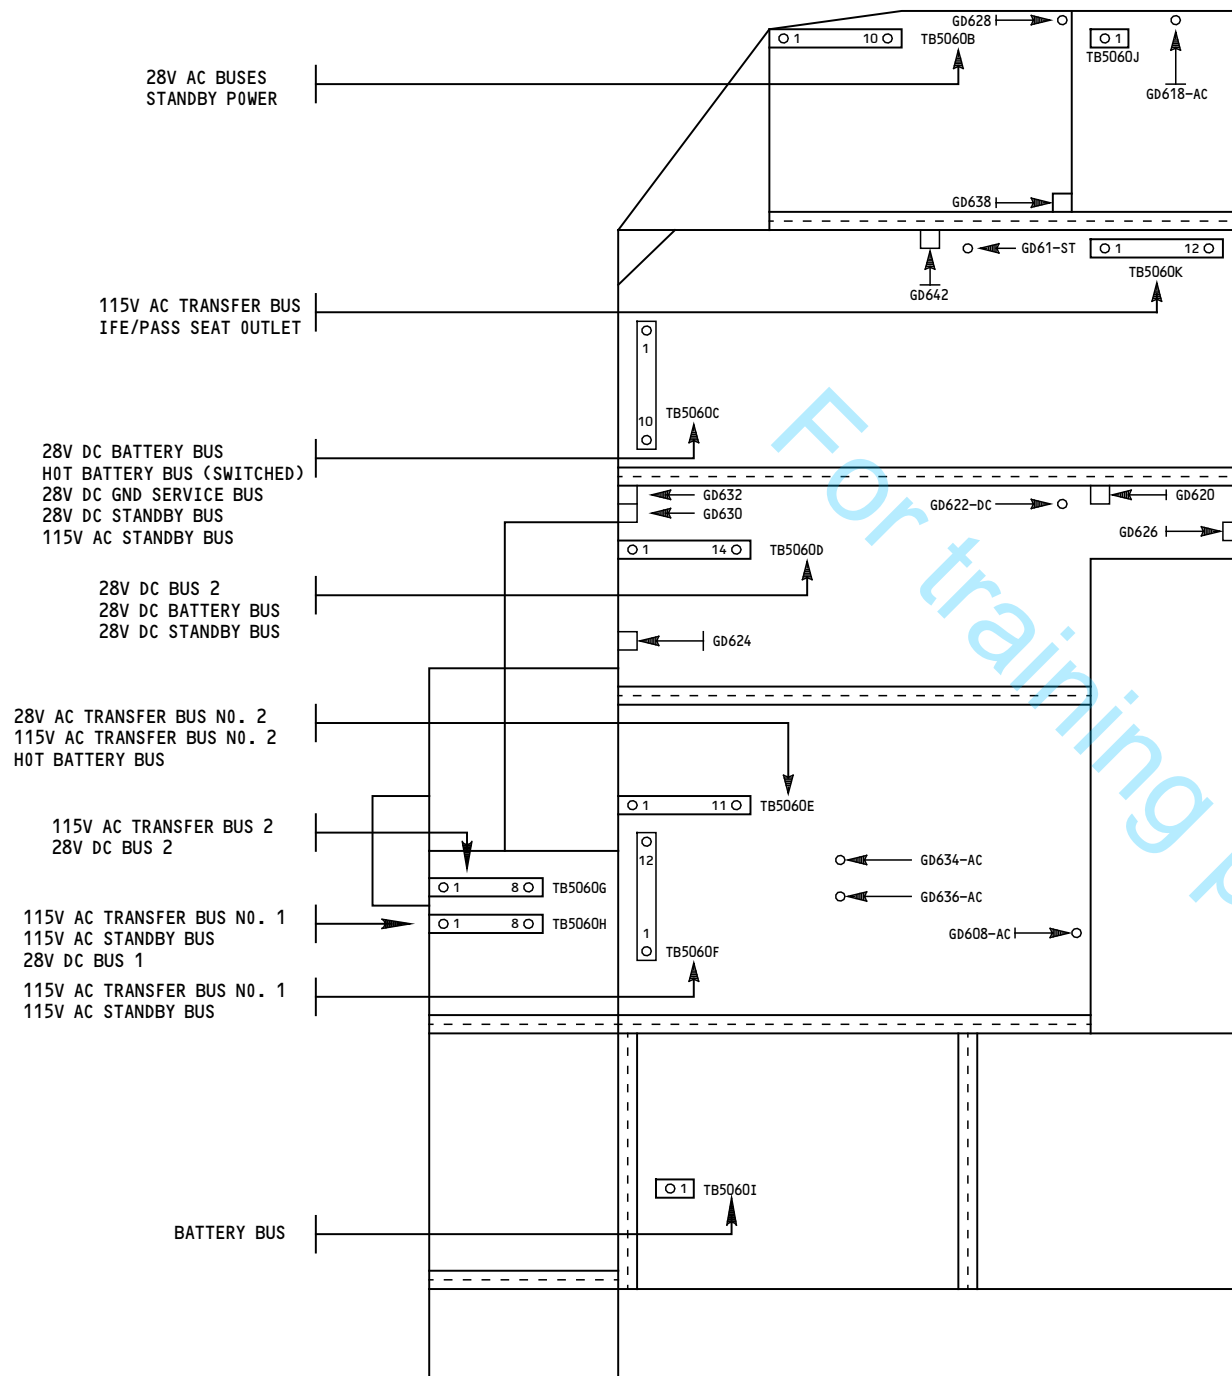 GD628
1 10
TB5060B
1
TB5060J
GD618-AC
28V AC BUSES
STANDBY POWER
GD638
GD61-ST
1 12
TB5060K
GD642
115V AC TRANSFER BUS
IFE/PASS SEAT OUTLET
1
10
TB5060C
28V DC BATTERY BUS
HOT BATTERY BUS (SWITCHED)
28V DC GND SERVICE BUS
28V DC STANDBY BUS
115V AC STANDBY BUS
GD632
GD630
GD622-DC
GD620
GD626
1 14
TB5060D
28V DC BUS 2
28V DC BATTERY BUS
28V DC STANDBY BUS
GD624
28V AC TRANSFER BUS NO. 2
115V AC TRANSFER BUS NO. 2
HOT BATTERY BUS
1 11
TB5060E
115V AC TRANSFER BUS 2
28V DC BUS 2
12
1
TB5060F
GD634-AC
GD636-AC
GD608-AC
1 8
TB5060G
1 8
TB5060H
115V AC TRANSFER BUS NO. 1
115V AC STANDBY BUS
28V DC BUS 1
115V AC TRANSFER BUS NO. 1
115V AC STANDBY BUS
1
TB5060I
BATTERY BUS
For training p